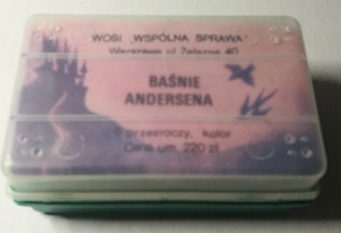 WOSI „WSPÓLNA SPRAWA"
Warszawa ul Żelazna 40
BAŚNIE
ANDERSENA
przezroczy, kolor
Cena um. 220 zł